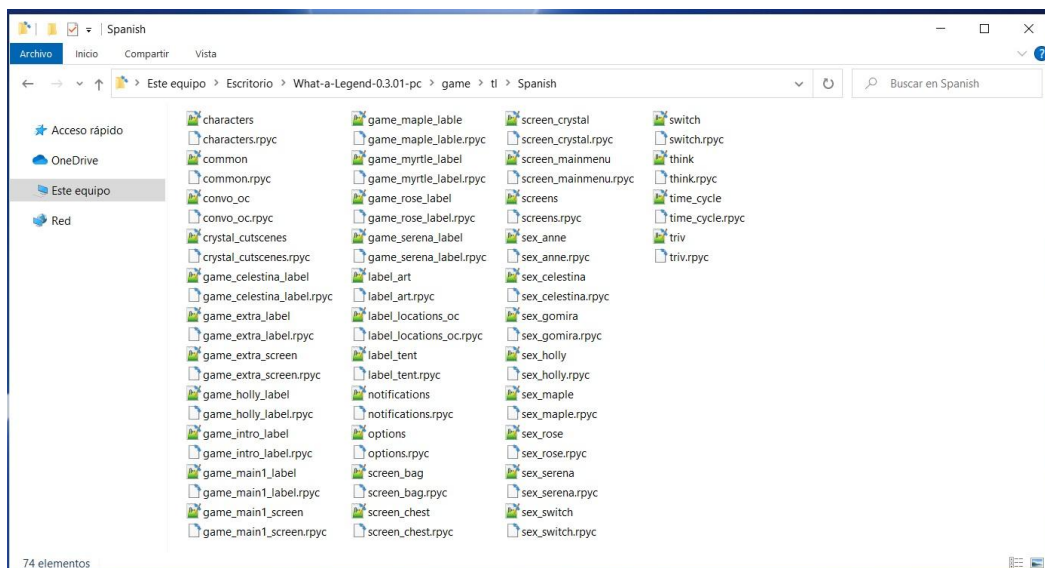 Spanish
Archivo Inicio Compartir Vista
Este equipo > Escritorio > What-a-Legend-0.3.01-pc > game > tl > Spanish
Buscar en Spanish
Acceso rápido
OneDrive
Este equipo
Red
characters
characters.rpyc
common
common.rpyc
convo_oc
convo_oc.rpyc
crystal_cutscenes
crystal_cutscenes.rpyc
game_celestina_label
game_celestina_label.rpyc
game_extra_label
game_extra_label.rpyc
game_extra_screen
game_extra_screen.rpyc
game_holly_label
game_holly_label.rpyc
game_intro_label
game_intro_label.rpyc
game_main1_label
game_main1_label.rpyc
game_main1_screen
game_main1_screen.rpyc
game_maple_lable
game_maple_lable.rpyc
game_myrtle_label
game_myrtle_label.rpyc
game_rose_label
game_rose_label.rpyc
game_serena_label
game_serena_label.rpyc
label_art
label_art.rpyc
label_locations_oc
label_locations_oc.rpyc
label_tent
label_tent.rpyc
notifications
notifications.rpyc
options
options.rpyc
screen_bag
screen_bag.rpyc
screen_chest
screen_chest.rpyc
screen_crystal
screen_crystal.rpyc
screen_mainmenu
screen_mainmenu.rpyc
screens
screens.rpyc
sex_anne
sex_anne.rpyc
sex_celestina
sex_celestina.rpyc
sex_gomira
sex_gomira.rpyc
sex_holly
sex_holly.rpyc
sex_maple
sex_maple.rpyc
sex_rose
sex_rose.rpyc
sex_serena
sex_serena.rpyc
sex_switch
sex_switch.rpyc
switch
switch.rpyc
think
think.rpyc
time_cycle
time_cycle.rpyc
triv
triv.rpyc
74 elementos